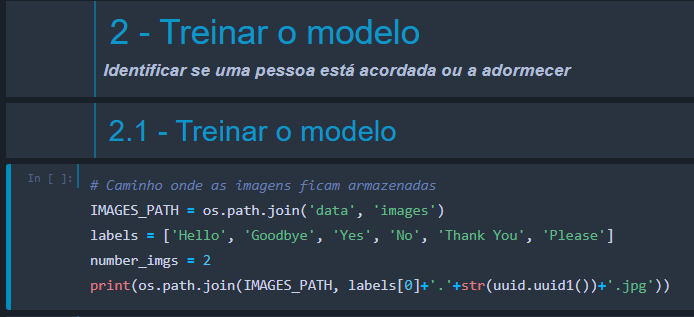 2 - Treinar o modelo
Identificar se uma pessoa está acordada ou a adormecer
2.1 - Treinar o modelo
In [ ]:
# Caminho onde as imagens ficam armazenadas
IMAGES_PATH = os.path.join('data', 'images')
labels = ['Hello', 'Goodbye', 'Yes', 'No', 'Thank You', 'Please']
number_imgs = 2
print(os.path.join(IMAGES_PATH, labels[0]+'.'+str(uuid.uuid1())+'.jpg'))